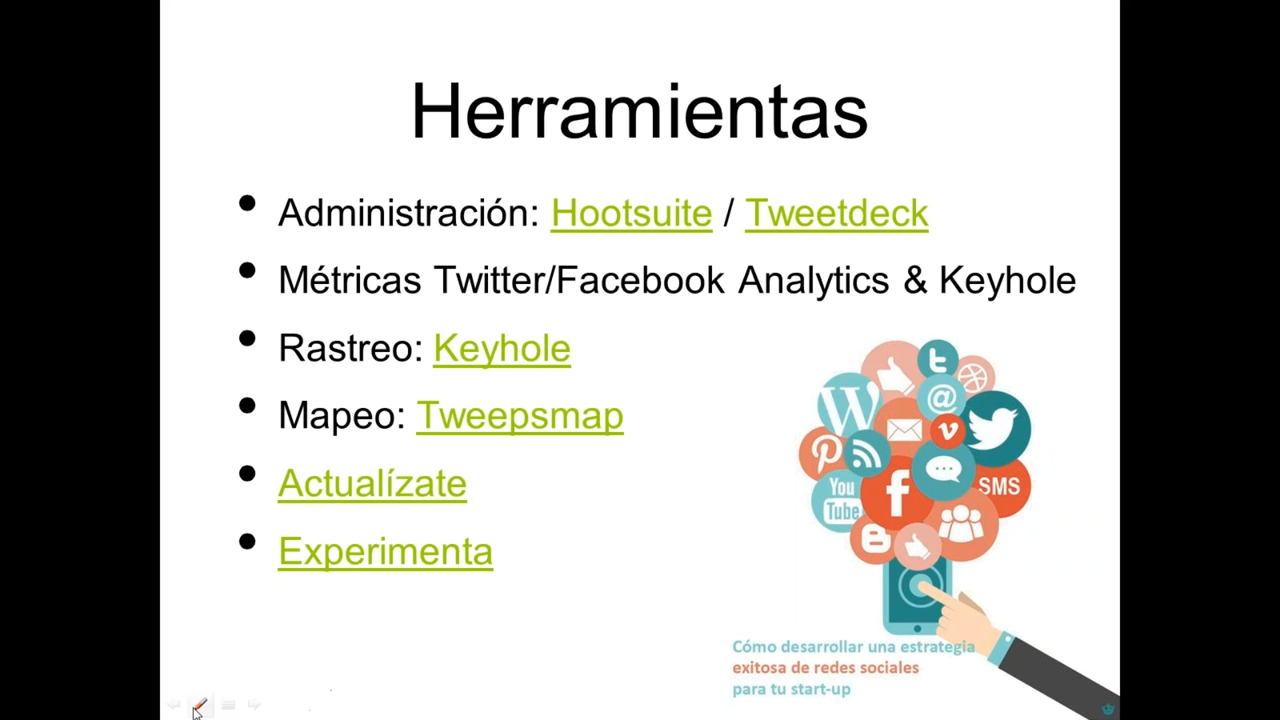 Herramientas
• Administración: Hootsuite / Tweetdeck
• Métricas Twitter/Facebook Analytics & Keyhole
• Rastreo: Keyhole
• Mapeo: Tweepsmap
• Actualízate
• Experimenta
You
Tube
SMS
Cómo desarrollar una estrategia
exitosa de redes sociales
para tu start-up